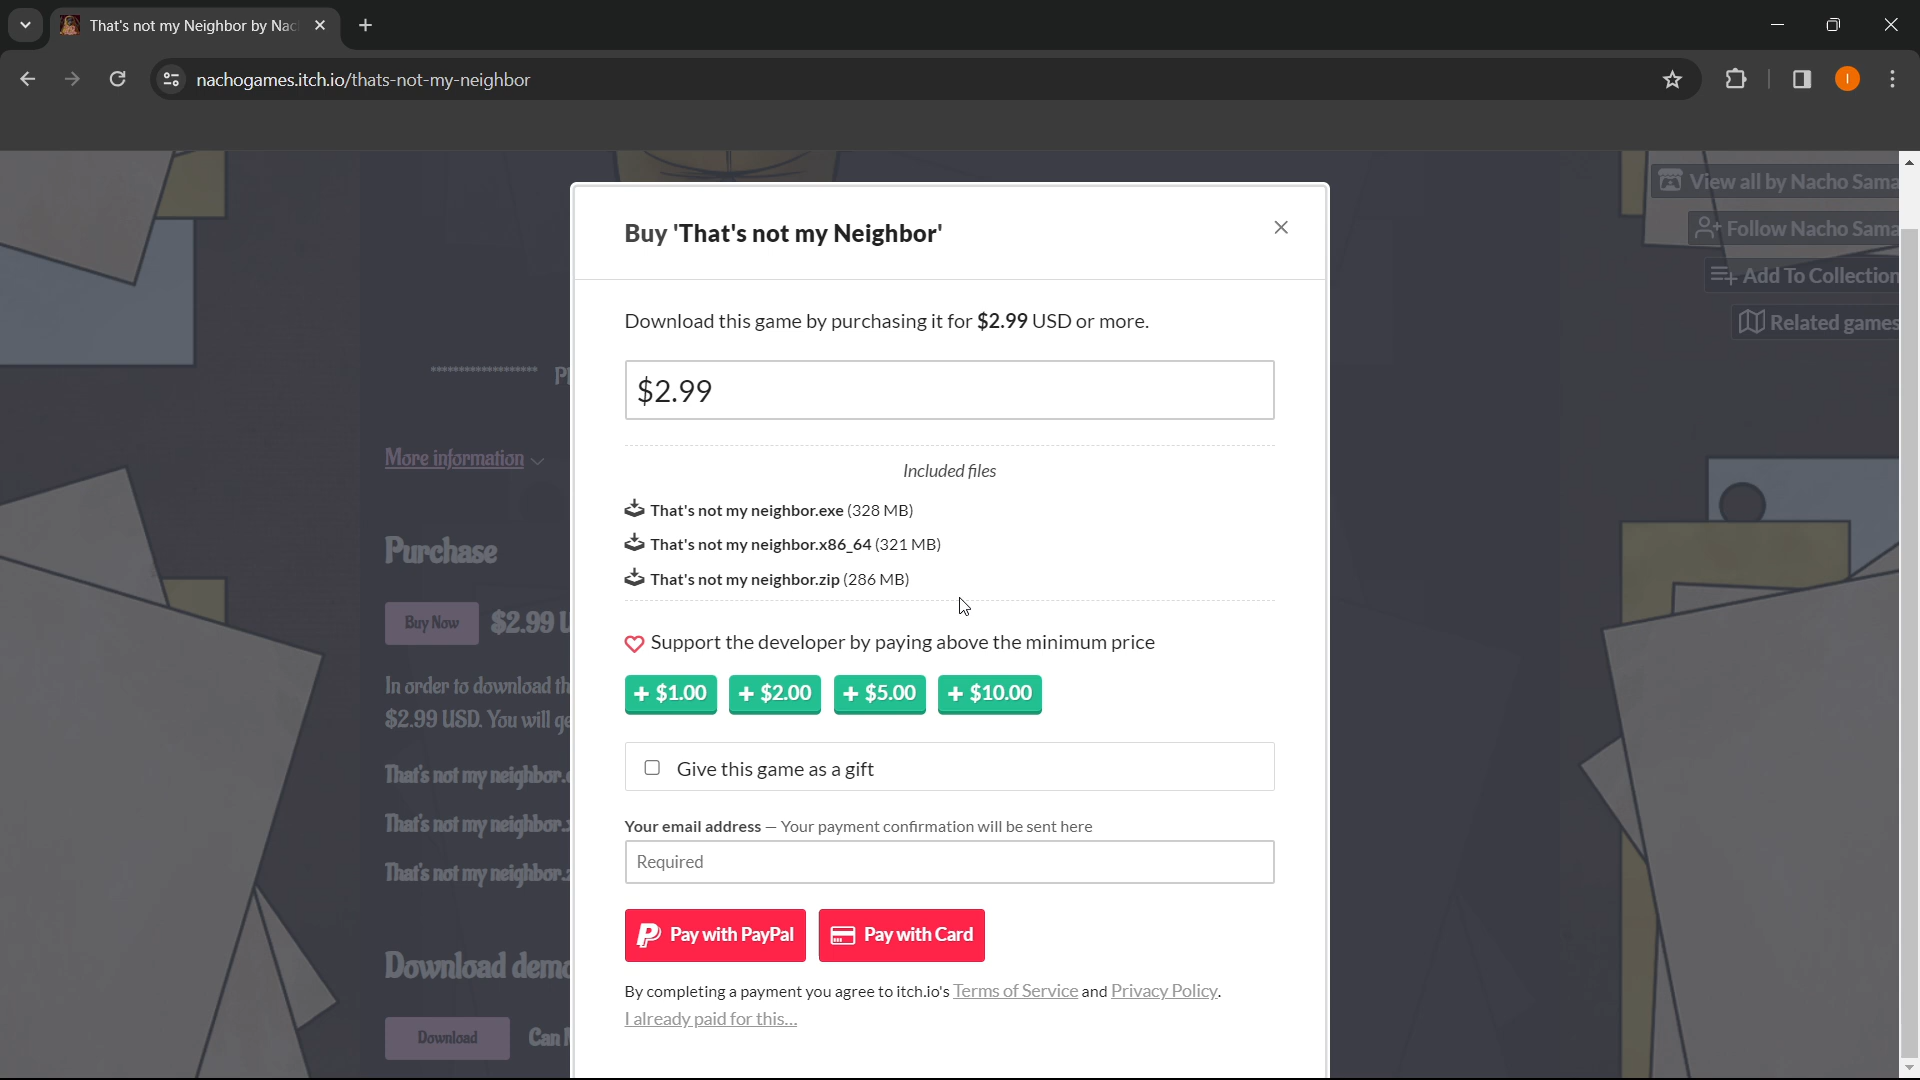 That's not my Neighbor by Nac
nachogames.itch.io/thats-not-my-neighbor
I
View all by Nacho Sama
Follow Nacho Sama
Add To Collection
Related games
Buy 'That's not my Neighbor'
Download this game by purchasing it for $2.99 USD or more.
$2.99
More information
Included files
That's not my neighbor.exe (328 MB)
That's not my neighbor.x86_64 (321 MB)
That's not my neighbor.zip (286 MB)
Purchase
Buy Now $2.99 U
Support the developer by paying above the minimum price
+ $1.00 + $2.00 + $5.00 + $10.00
In order to download th
$2.99 USD. You will ge
Give this game as a gift
That's not my neighbor.
That's not my neighbor.
That's not my neighbor.
Your email address — Your payment confirmation will be sent here
Required
Pay with PayPal Pay with Card
Download demo
By completing a payment you agree to itch.io's Terms of Service and Privacy Policy.
I already paid for this...
Download